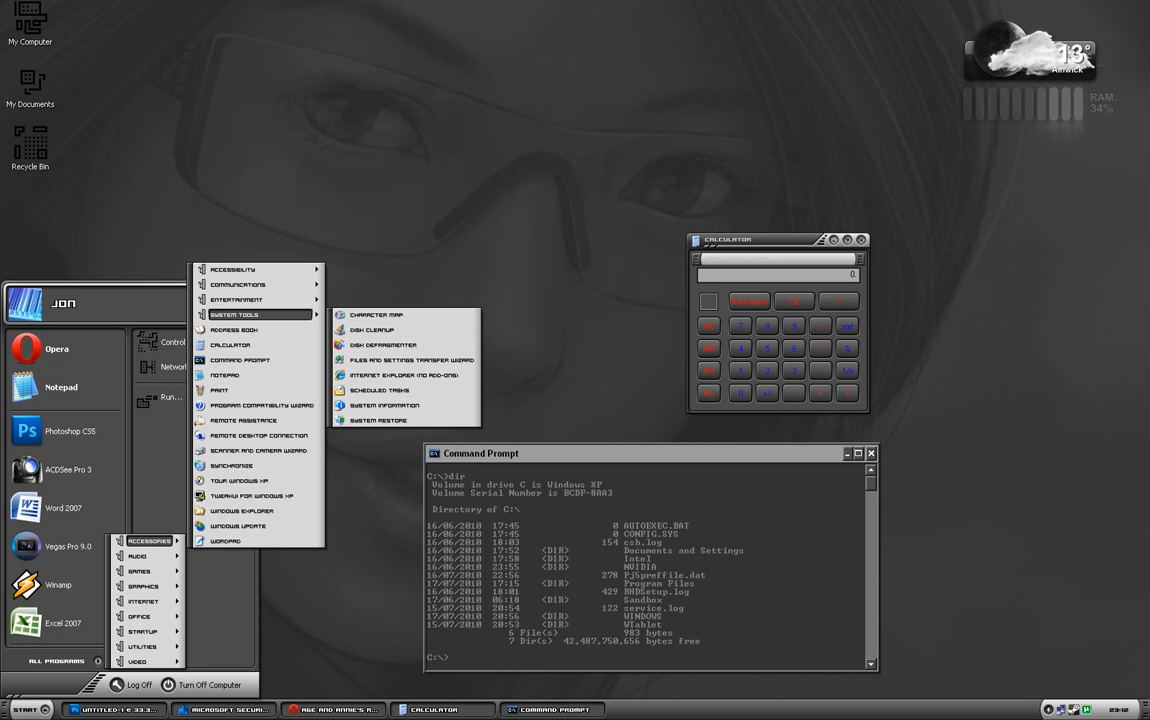 My Computer
My Documents
Recycle Bin
13°
Alnwick
RAM:
34%
JON
Opera
Notepad
Photoshop CS5
ACDSee Pro 3
Word 2007
Vegas Pro 9.0
Winamp
Excel 2007
ALL PROGRAMS
Control
Network
Run...
Log Off
Turn Off Computer
ACCESSORIES
AUDIO
GAMES
GRAPHICS
INTERNET
OFFICE
STARTUP
UTILITIES
VIDEO
ACCESSIBILITY
COMMUNICATIONS
ENTERTAINMENT
SYSTEM TOOLS
ADDRESS BOOK
CALCULATOR
COMMAND PROMPT
NOTEPAD
PAINT
PROGRAM COMPATIBILITY WIZARD
REMOTE ASSISTANCE
REMOTE DESKTOP CONNECTION
SCANNER AND CAMERA WIZARD
SYNCHRONIZE
TOUR WINDOWS XP
TWEAKUI FOR WINDOWS XP
WINDOWS EXPLORER
WINDOWS UPDATE
WORDPAD
CHARACTER MAP
DISK CLEANUP
DISK DEFRAGMENTER
FILES AND SETTINGS TRANSFER WIZARD
INTERNET EXPLORER (NO ADD-ONS)
SCHEDULED TASKS
SYSTEM INFORMATION
SYSTEM RESTORE
CALCULATOR
0.
Backspace CE C
7 8 9 sqt
4 5 6 %
1 2 3 1/x
0 +/-
Command Prompt
C:\>dir
Volume in drive C is Windows XP
Volume Serial Number is BCDF-8AA3
Directory of C:\
16/06/2010 17:45 0 AUTOEXEC.BAT
16/06/2010 17:45 0 CONFIG.SYS
16/06/2010 18:03 154 csb.log
16/06/2010 17:52 <DIR> Documents and Settings
16/06/2010 17:58 <DIR> Intel
16/06/2010 23:55 <DIR> NVIDIA
16/07/2010 22:56 278 Pj5preffile.dat
17/07/2010 17:15 <DIR> Program Files
16/06/2010 18:01 429 RHDSetup.log
17/07/2010 06:18 <DIR> Sandbox
15/07/2010 20:54 122 service.log
17/07/2010 20:56 <DIR> WINDOWS
15/07/2010 20:53 <DIR> WTablet
6 File(s) 983 bytes
7 Dir(s) 42,487,750,656 bytes free
C:\>
START
UNTITLED-1 @ 33.3...
MICROSOFT SECURI...
AGE AND ANNIE'S R...
CALCULATOR
COMMAND PROMPT
23:12